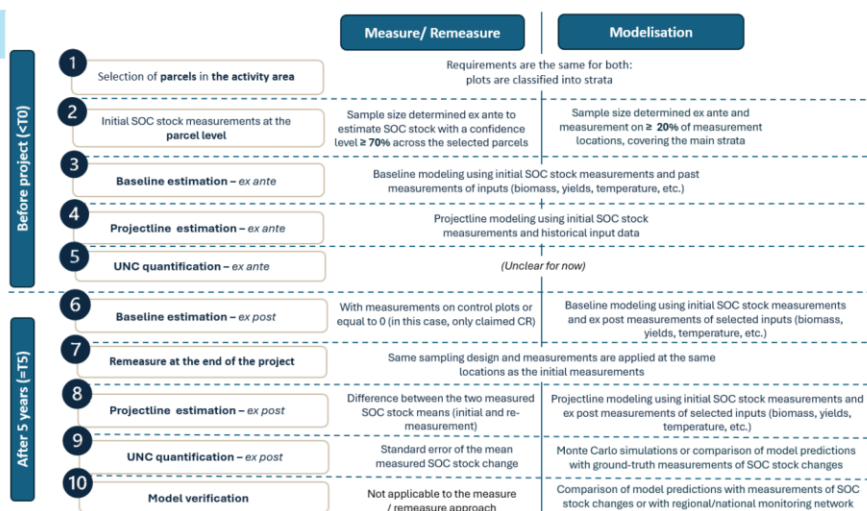 Measure/ Remeasure
Modelisation
Before project (<T0)
1
Selection of parcels in the activity area
Requirements are the same for both:
plots are classified into strata
2
Initial SOC stock measurements at the
parcel level
Sample size determined ex ante to
estimate SOC stock with a confidence
level ≥ 70% across the selected parcels
Sample size determined ex ante and
measurement on ≥ 20% of measurement
locations, covering the main strata
3
Baseline estimation – ex ante
Baseline modeling using initial SOC stock measurements and past
measurements of inputs (biomass, yields, temperature, etc.)
4
Projectline estimation – ex ante
Projectline modeling using initial SOC stock
measurements and historical input data
5
UNC quantification – ex ante
(Unclear for now)
After 5 years (=T5)
6
Baseline estimation – ex post
With measurements on control plots or
equal to 0 (in this case, only claimed CR)
Baseline modeling using initial SOC stock measurements
and ex post measurements of selected inputs (biomass,
yields, temperature, etc.)
7
Remeasure at the end of the project
Same sampling design and measurements are applied at the same
locations as the initial measurements
8
Projectline estimation – ex post
Difference between the two measured
SOC stock means (initial and re-
measurement)
Projectline modeling using initial SOC stock measurements and
ex post measurements of selected inputs (biomass, yields,
temperature, etc.)
9
UNC quantification – ex post
Standard error of the mean
measured SOC stock change
Monte Carlo simulations or comparison of model predictions
with ground-truth measurements of SOC stock changes
10
Model verification
Not applicable to the measure
/ remeasure approach
Comparison of model predictions with measurements of SOC
stock changes or with regional/national monitoring network